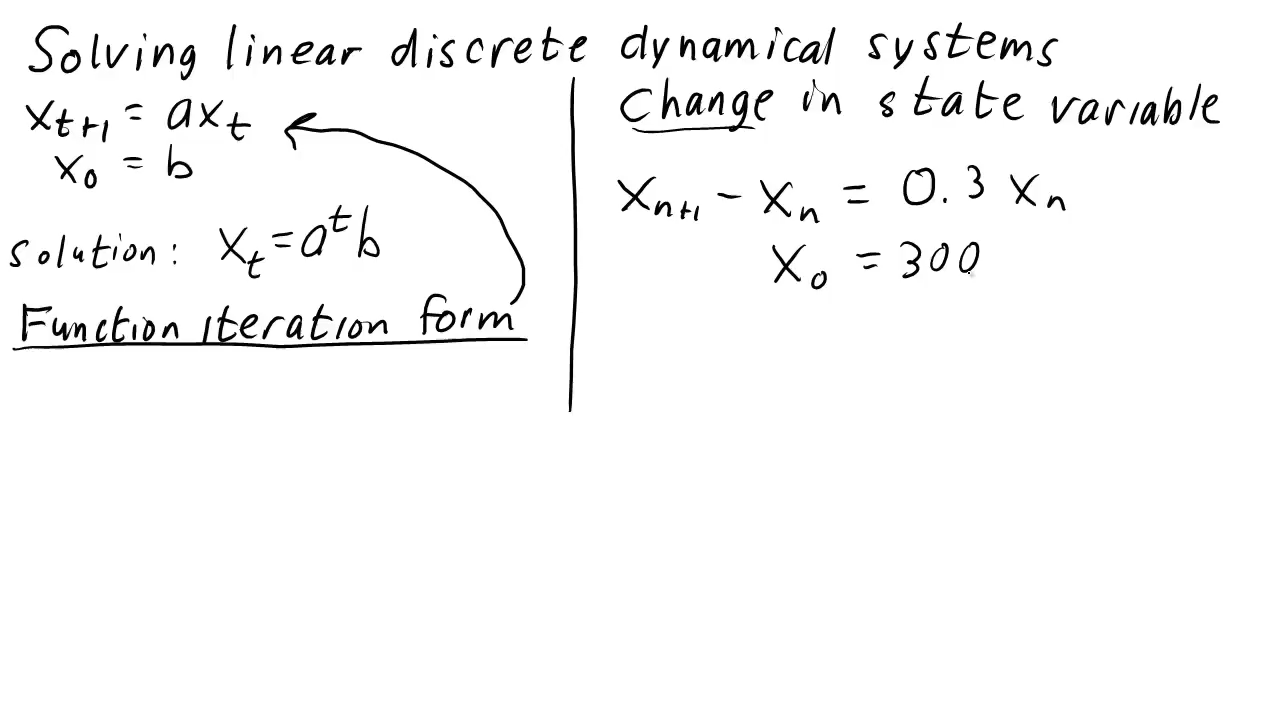 Solving linear discrete dynamical systems
x_{t+1} = ax_t
x_0 = b
solution: x_t = a^t b
Function iteration form
Change in state variable
x_{n+1} - x_n = 0.3 x_n
x_0 = 300